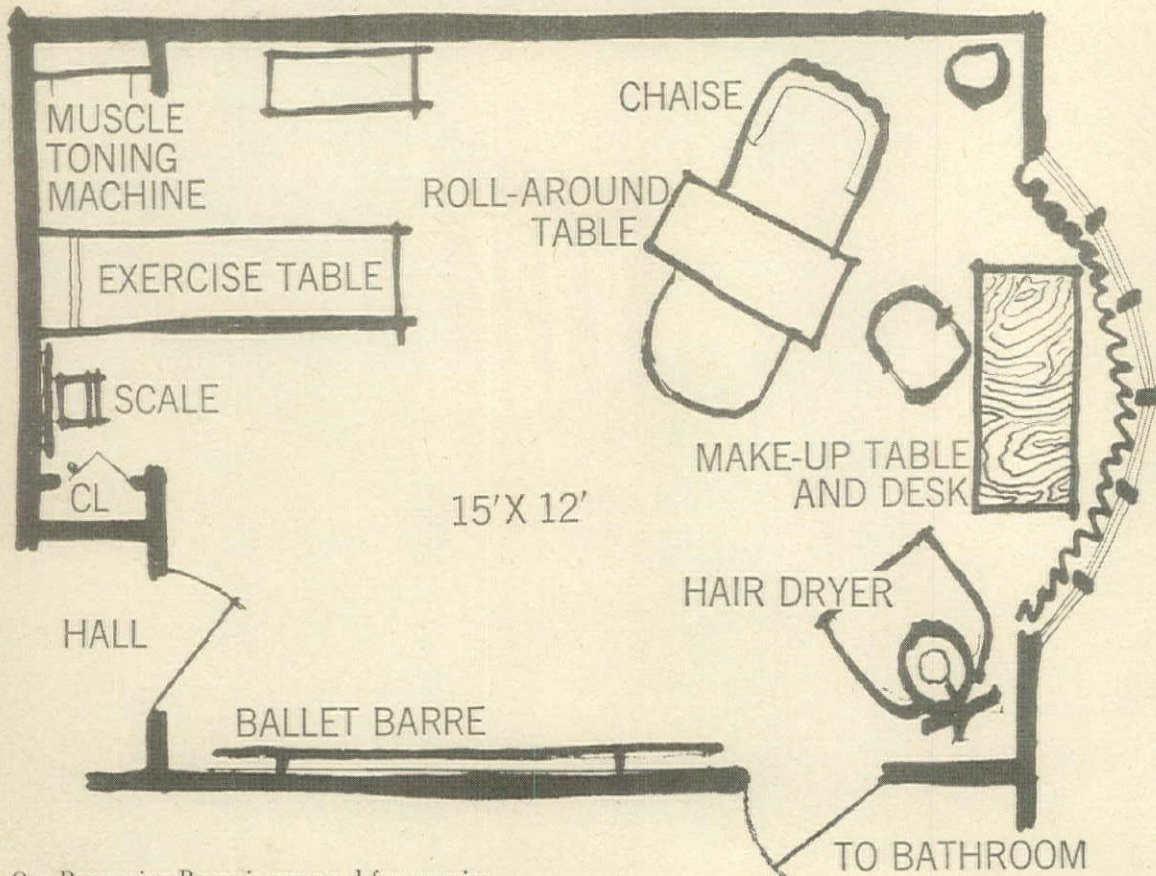 MUSCLE
TONING
MACHINE
CHAISE
ROLL-AROUND
TABLE
EXERCISE TABLE
SCALE
CL
MAKE-UP TABLE
AND DESK
15'X 12'
HAIR DRYER
HALL
BALLET BARRE
TO BATHROOM